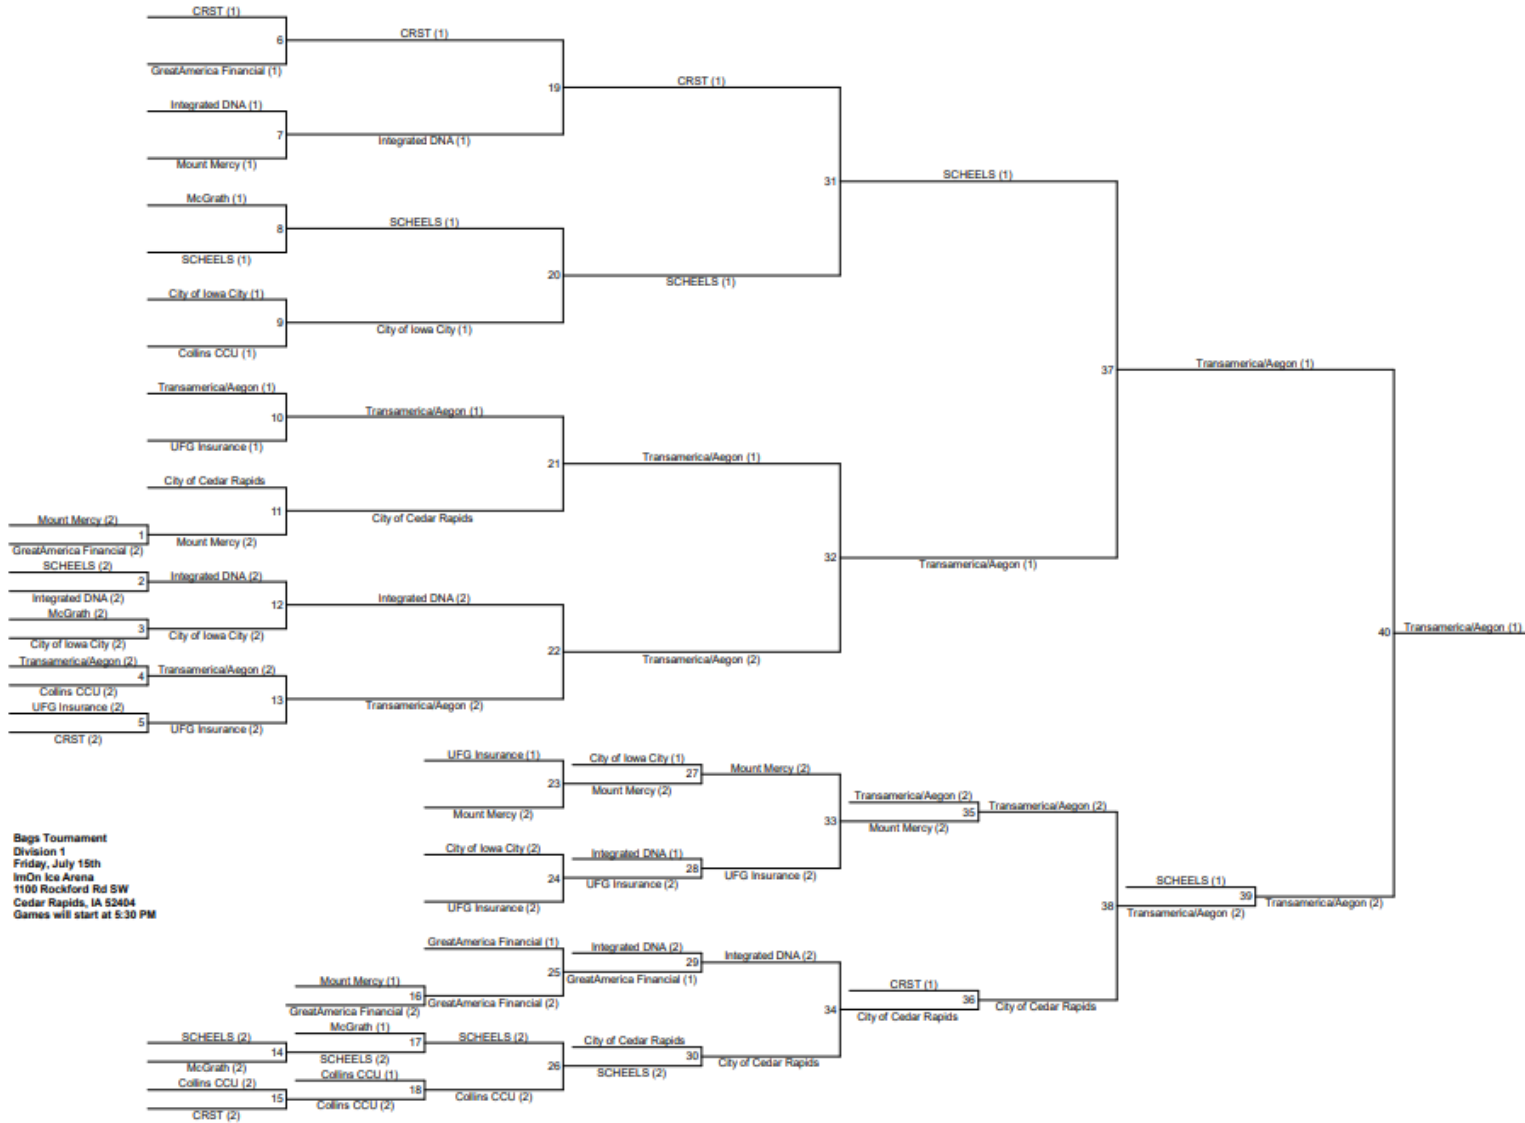 CRST (1)
6
GreatAmerica Financial (1)
CRST (1)
19
Integrated DNA (1)
7
Mount Mercy (1)
Integrated DNA (1)
CRST (1)
31
McGrath (1)
8
SCHEELS (1)
SCHEELS (1)
20
City of Iowa City (1)
9
Collins CCU (1)
City of Iowa City (1)
SCHEELS (1)
SCHEELS (1)
37
Transamerica/Aegon (1)
10
UFG Insurance (1)
Transamerica/Aegon (1)
21
City of Cedar Rapids
11
Mount Mercy (2)
1
GreatAmerica Financial (2)
Mount Mercy (2)
City of Cedar Rapids
Transamerica/Aegon (1)
32
SCHEELS (2)
2
Integrated DNA (2)
Integrated DNA (2)
12
McGrath (2)
3
City of Iowa City (2)
City of Iowa City (2)
Integrated DNA (2)
22
Transamerica/Aegon (2)
4
Collins CCU (2)
Transamerica/Aegon (2)
13
UFG Insurance (2)
5
CRST (2)
UFG Insurance (2)
Transamerica/Aegon (2)
Transamerica/Aegon (2)
Transamerica/Aegon (1)
Transamerica/Aegon (1)
40
Transamerica/Aegon (1)
UFG Insurance (1)
23
Mount Mercy (2)
City of Iowa City (1)
27
Mount Mercy (2)
Mount Mercy (2)
33
City of Iowa City (2)
24
UFG Insurance (2)
Integrated DNA (1)
28
UFG Insurance (2)
UFG Insurance (2)
Transamerica/Aegon (2)
35
Mount Mercy (2)
Transamerica/Aegon (2)
38
Bags Tournament
Division 1
Friday, July 15th
ImOn Ice Arena
1100 Rockford Rd SW
Cedar Rapids, IA 52404
Games will start at 5:30 PM
GreatAmerica Financial (1)
25
Mount Mercy (1)
16
GreatAmerica Financial (2)
GreatAmerica Financial (2)
Integrated DNA (2)
29
GreatAmerica Financial (1)
Integrated DNA (2)
34
SCHEELS (2)
14
McGrath (2)
McGrath (1)
17
SCHEELS (2)
SCHEELS (2)
26
Collins CCU (2)
15
CRST (2)
Collins CCU (1)
18
Collins CCU (2)
Collins CCU (2)
City of Cedar Rapids
30
SCHEELS (2)
City of Cedar Rapids
CRST (1)
36
City of Cedar Rapids
City of Cedar Rapids
SCHEELS (1)
39
Transamerica/Aegon (2)
Transamerica/Aegon (2)